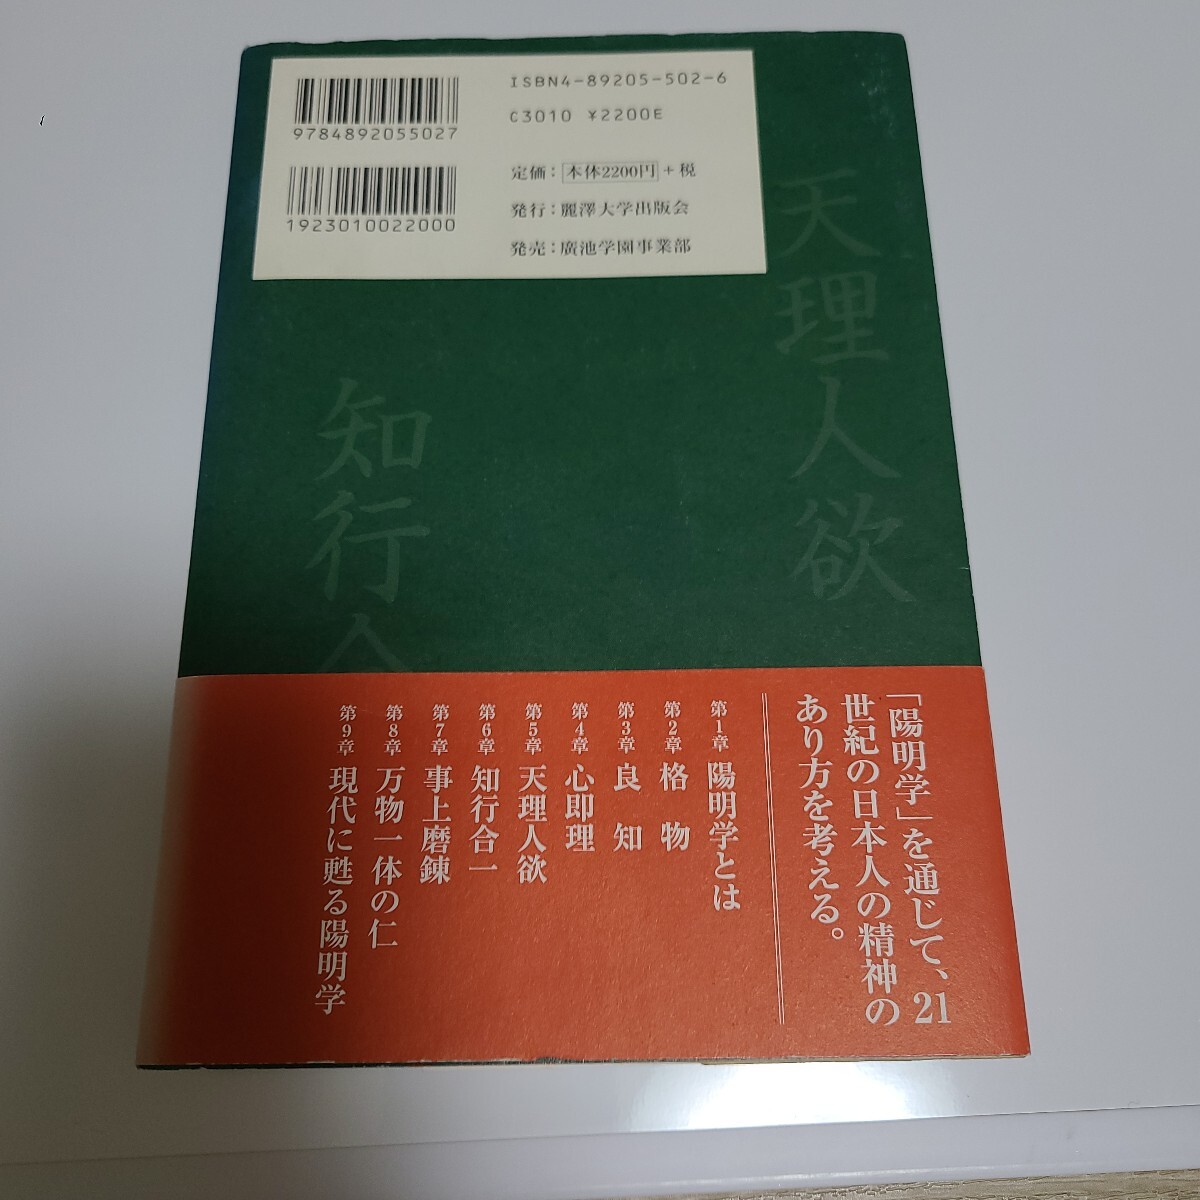 ISBN4-89205-502-6
C3010 ¥2200E
9784892055027
1923010022000
定価：本体2200円＋税
発行：麗澤大学出版会
発売：廣池学園事業部
天理人欲
知行合
「陽明学」を通じて、21
世紀の日本人の精神の
あり方を考える。
第1章 陽明学とは
第2章 格物
第3章 良知
第4章 心即理
第5章 天理人欲
第6章 知行合一
第7章 事上磨錬
第8章 万物一体の仁
第9章 現代に甦る陽明学